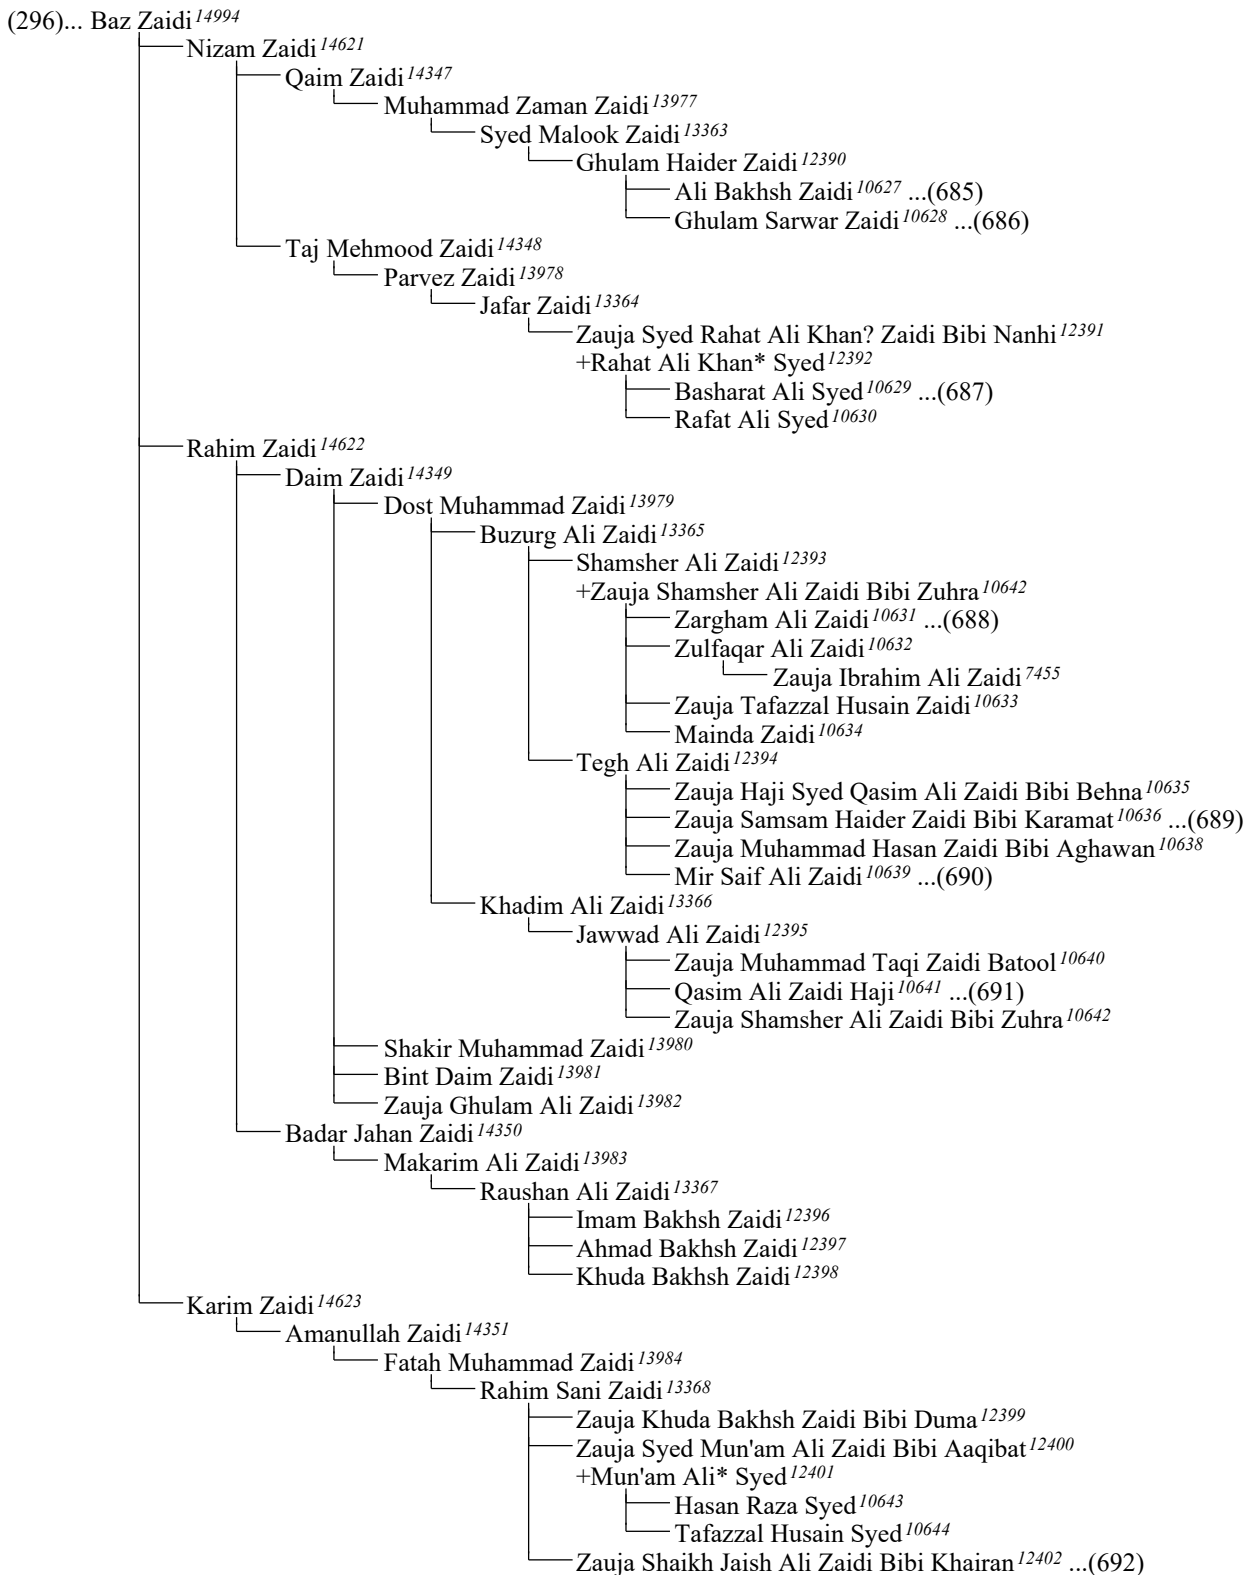 (296)... Baz Zaidi 14994
Nizam Zaidi 14621
Qaim Zaidi 14347
Muhammad Zaman Zaidi 13977
Syed Malook Zaidi 13363
Ghulam Haider Zaidi 12390
Ali Bakhsh Zaidi 10627 ...(685)
Ghulam Sarwar Zaidi 10628 ...(686)
Taj Mehmood Zaidi 14348
Parvez Zaidi 13978
Jafar Zaidi 13364
Zauja Syed Rahat Ali Khan? Zaidi Bibi Nanhi 12391
+Rahat Ali Khan* Syed 12392
Basharat Ali Syed 10629 ...(687)
Rafat Ali Syed 10630
Rahim Zaidi 14622
Daim Zaidi 14349
Dost Muhammad Zaidi 13979
Buzurg Ali Zaidi 13365
Shamsher Ali Zaidi 12393
+Zauja Shamsher Ali Zaidi Bibi Zuhra 10642
Zargham Ali Zaidi 10631 ...(688)
Zulfaqar Ali Zaidi 10632
Zauja Ibrahim Ali Zaidi 7455
Zauja Tafazzal Husain Zaidi 10633
Mainda Zaidi 10634
Tegh Ali Zaidi 12394
Zauja Haji Syed Qasim Ali Zaidi Bibi Behna 10635
Zauja Samsam Haider Zaidi Bibi Karamat 10636 ...(689)
Zauja Muhammad Hasan Zaidi Bibi Aghawan 10638
Mir Saif Ali Zaidi 10639 ...(690)
Khadim Ali Zaidi 13366
Jawwad Ali Zaidi 12395
Zauja Muhammad Taqi Zaidi Batool 10640
Qasim Ali Zaidi Haji 10641 ...(691)
Zauja Shamsher Ali Zaidi Bibi Zuhra 10642
Shakir Muhammad Zaidi 13980
Bint Daim Zaidi 13981
Zauja Ghulam Ali Zaidi 13982
Badar Jahan Zaidi 14350
Makarim Ali Zaidi 13983
Raushan Ali Zaidi 13367
Imam Bakhsh Zaidi 12396
Ahmad Bakhsh Zaidi 12397
Khuda Bakhsh Zaidi 12398
Karim Zaidi 14623
Amanullah Zaidi 14351
Fatah Muhammad Zaidi 13984
Rahim Sani Zaidi 13368
Zauja Khuda Bakhsh Zaidi Bibi Duma 12399
Zauja Syed Mun'am Ali Zaidi Bibi Aaqibat 12400
+Mun'am Ali* Syed 12401
Hasan Raza Syed 10643
Tafazzal Husain Syed 10644
Zauja Shaikh Jaish Ali Zaidi Bibi Khairan 12402 ...(692)